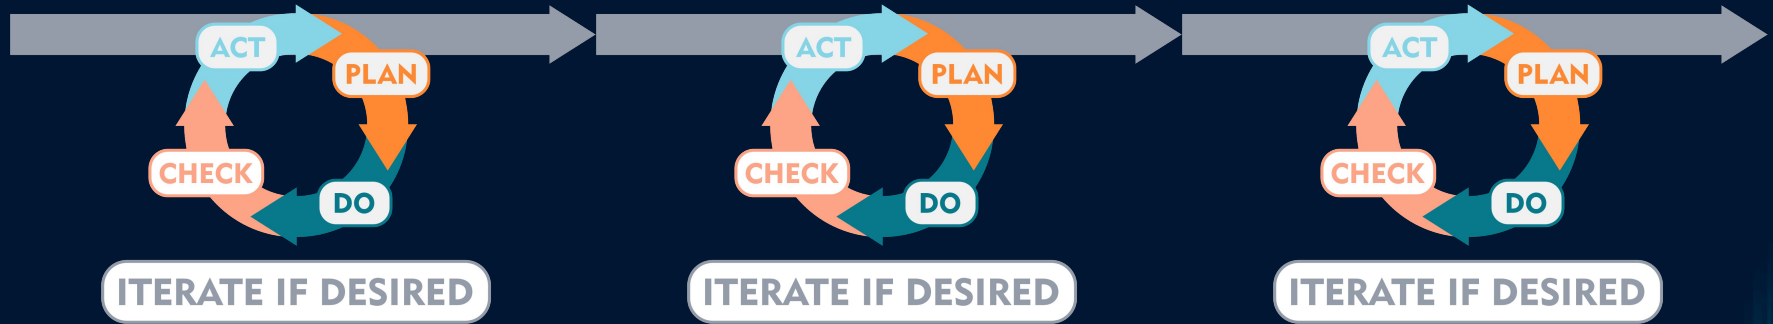 ACT
PLAN
CHECK
DO
ITERATE IF DESIRED
ACT
PLAN
CHECK
DO
ITERATE IF DESIRED
ACT
PLAN
CHECK
DO
ITERATE IF DESIRED